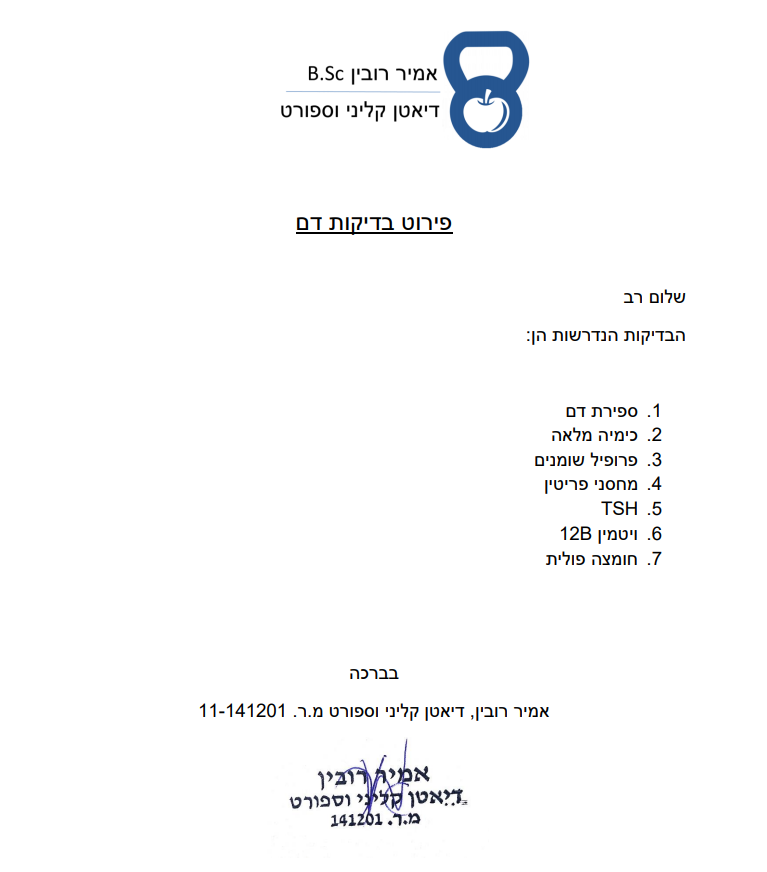 אמיר רובין B.Sc
דיאטן קליני וספורט
פירוט בדיקות דם
שלום רב
הבדיקות הנדרשות הן:
1. ספירת דם
2. כימיה מלאה
3. פרופיל שומנים
4. מחסני פריטין
5. TSH
6. ויטמין 12B
7. חומצה פולית
בברכה
אמיר רובין, דיאטן קליני וספורט מ.ר. 11-141201
אמיר רובין
דיאטן קליני וספורט
מ.ר. 141201